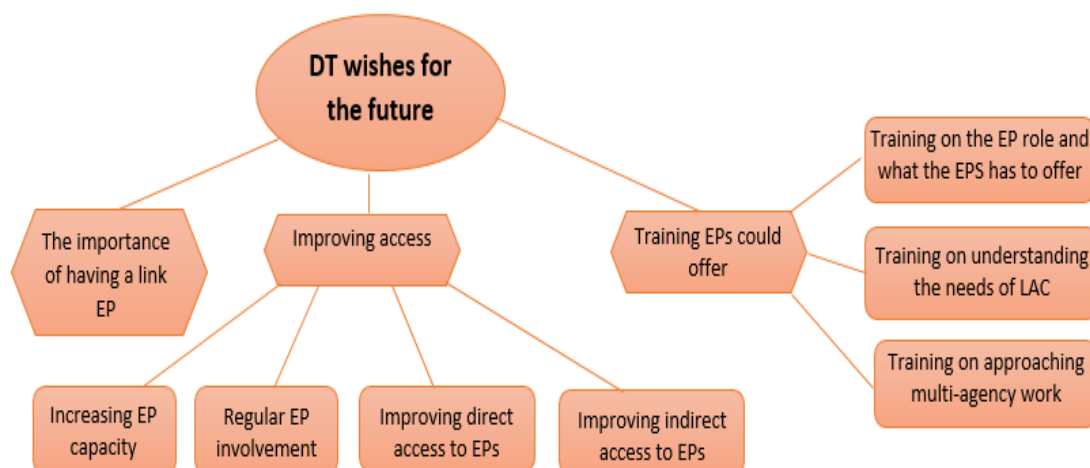 DT wishes for
the future
The importance
of having a link
EP
Improving access
Training EPs could
offer
Training on the EP role and
what the EPS has to offer
Training on understanding
the needs of LAC
Training on approaching
multi-agency work
Increasing EP
capacity
Regular EP
involvement
Improving direct
access to EPs
Improving indirect
access to EPs